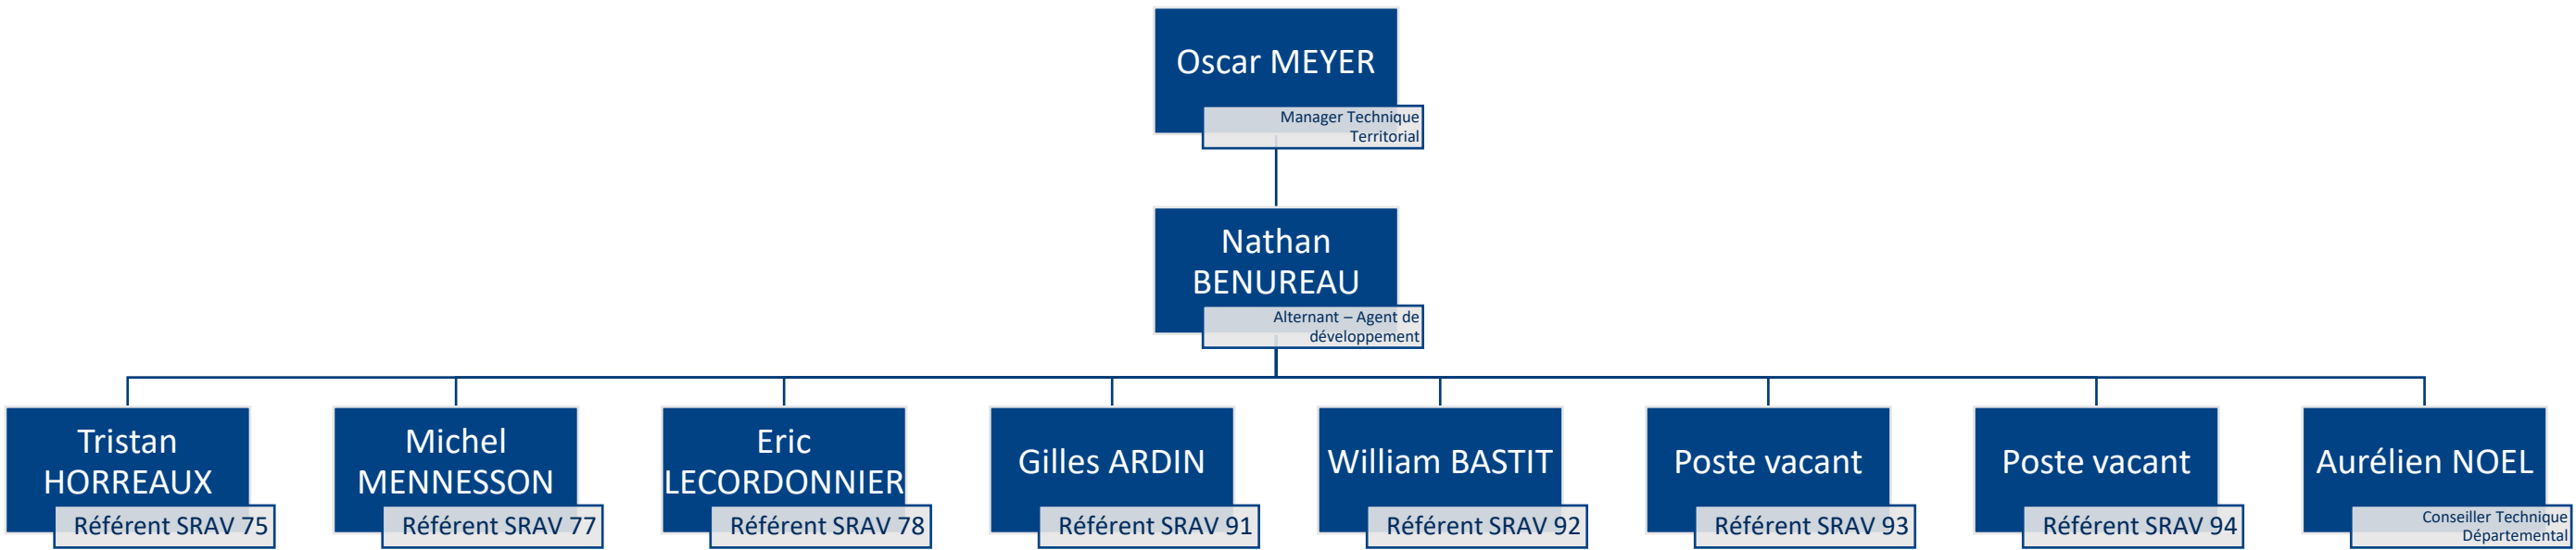 Oscar MEYER
Manager Technique
Territorial
Nathan
BENUREAU
Alternant – Agent de
développement
Tristan
HORREAUX
Référent SRAV 75
Michel
MENNESSON
Référent SRAV 77
Eric
LECORDONNIER
Référent SRAV 78
Gilles ARDIN
Référent SRAV 91
William BASTIT
Référent SRAV 92
Poste vacant
Référent SRAV 93
Poste vacant
Référent SRAV 94
Aurélien NOEL
Conseiller Technique
Départemental